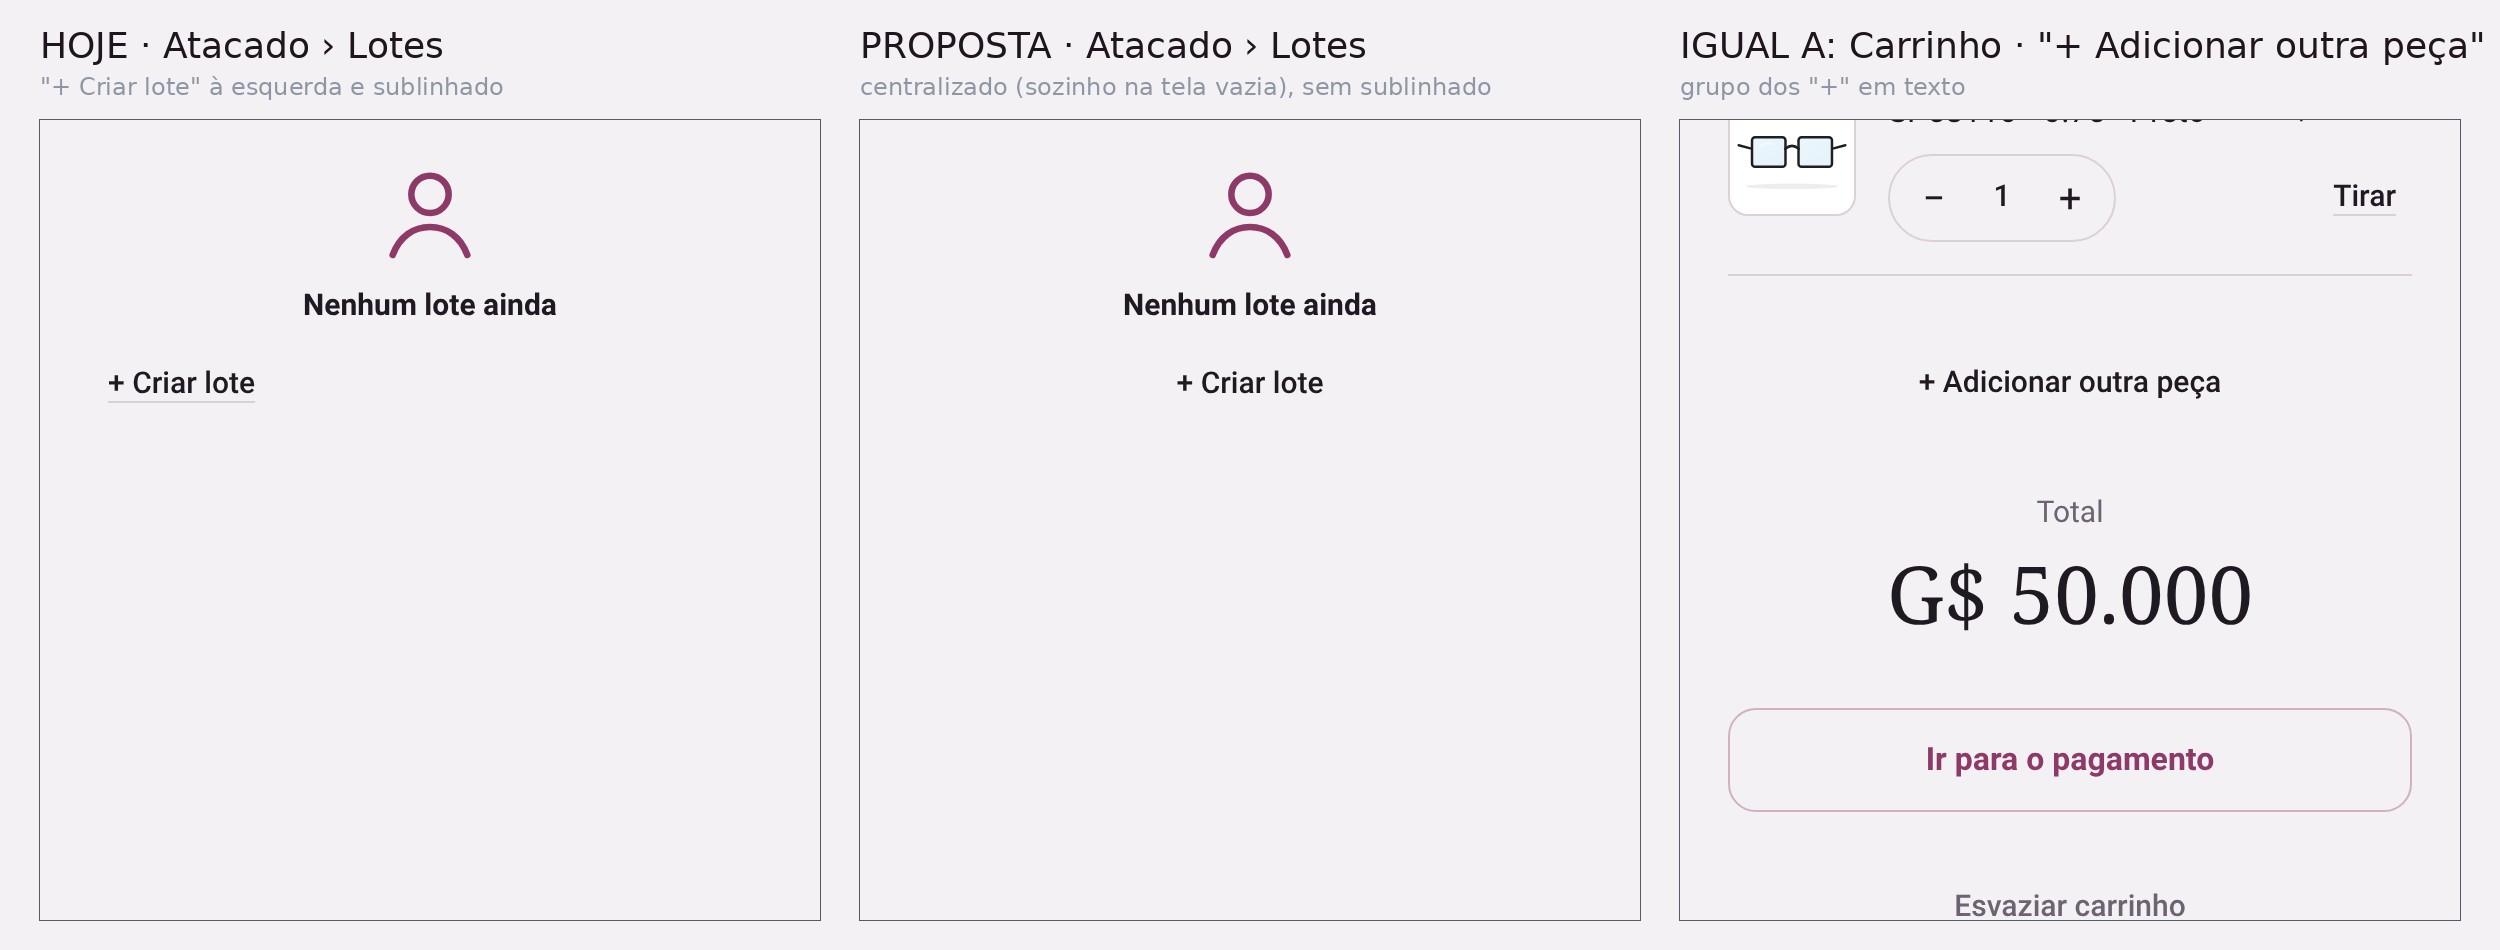 HOJE · Atacado › Lotes
"+ Criar lote" à esquerda e sublinhado
Nenhum lote ainda
+ Criar lote
PROPOSTA · Atacado › Lotes
centralizado (sozinho na tela vazia), sem sublinhado
Nenhum lote ainda
+ Criar lote
IGUAL A: Carrinho · "+ Adicionar outra peça"
grupo dos "+" em texto
− 1 +
Tirar
+ Adicionar outra peça
Total
G$ 50.000
Ir para o pagamento
Esvaziar carrinho